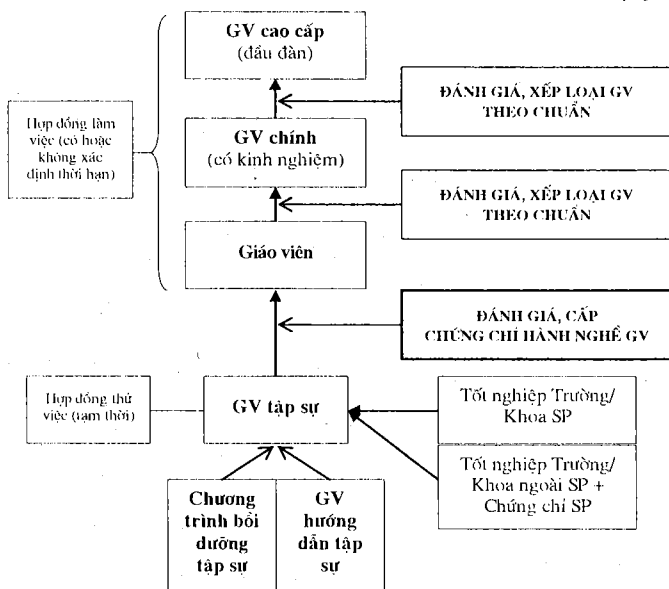 GV cao cấp
(đầu đàn)
ĐÁNH GIÁ, XẾP LOẠI GV
THEO CHUẨN
Hợp đồng làm
việc (có hoặc
không xác
định thời hạn)
GV chính
(có kinh nghiệm)
ĐÁNH GIÁ, XẾP LOẠI GV
THEO CHUẨN
Giáo viên
ĐÁNH GIÁ, CẤP
CHỨNG CHỈ HÀNH NGHỀ GV
Hợp đồng thử
việc (tạm thời)
GV tập sự
Tốt nghiệp Trường/
Khoa SP
Tốt nghiệp Trường/
Khoa ngoài SP +
Chứng chỉ SP
Chương
trình bồi
dưỡng
tập sự
GV
hướng
dẫn tập
sự